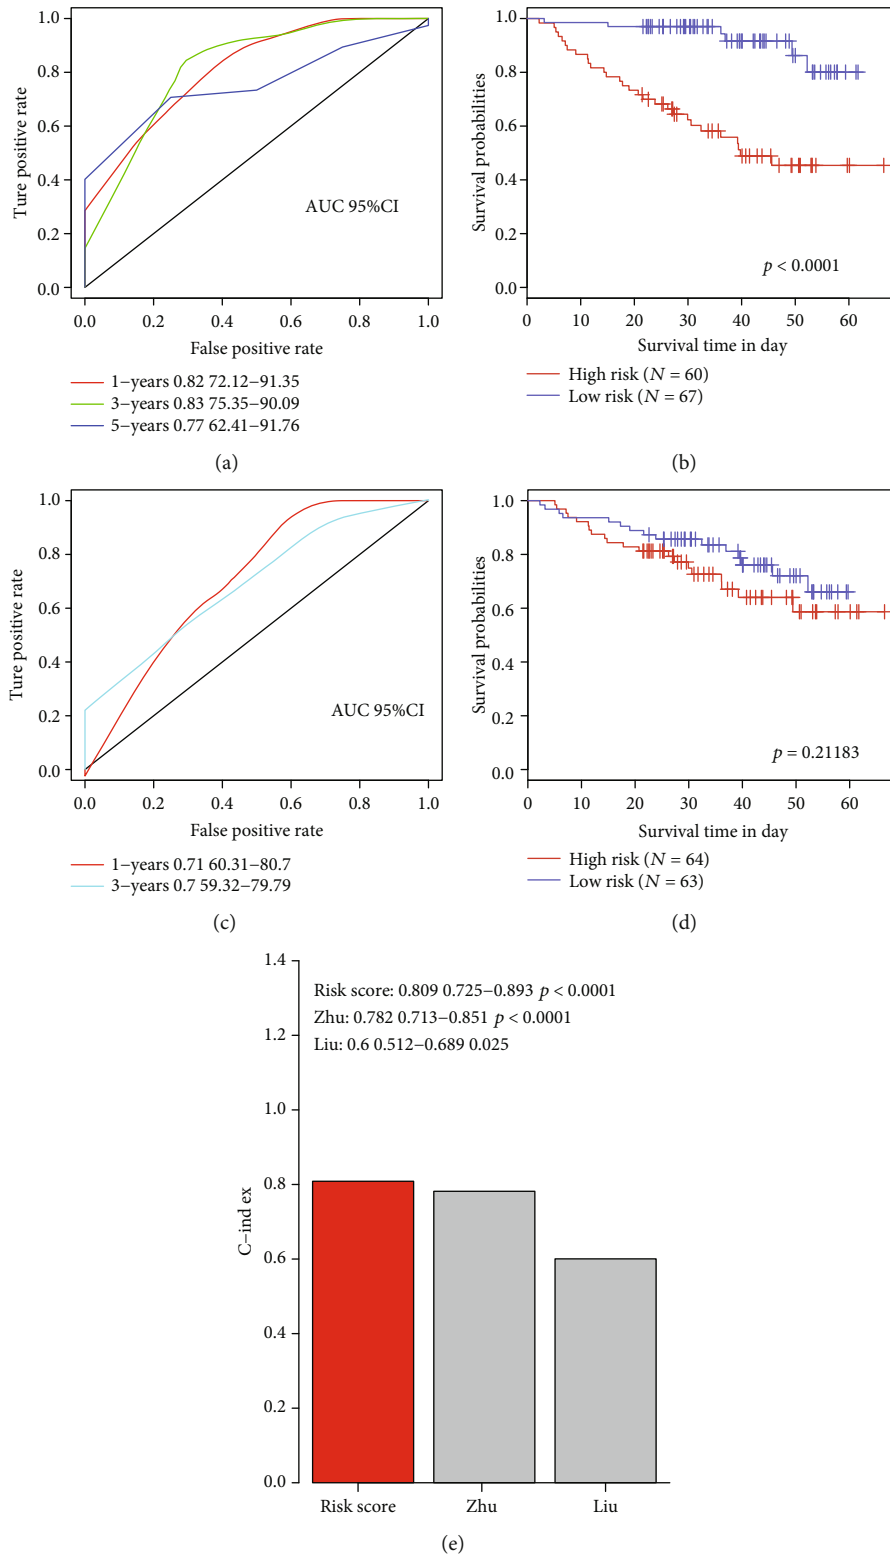 1.0
0.8
0.6
0.4
0.2
0.0
Ture positive rate
AUC 95%CI
0.0 0.2 0.4 0.6 0.8 1.0
False positive rate
1−years 0.82 72.12−91.35
3−years 0.83 75.35−90.09
5−years 0.77 62.41−91.76
(a)
1.0
0.8
0.6
0.4
0.2
0.0
Survival probabilities
p < 0.0001
0 10 20 30 40 50 60
Survival time in day
High risk (N = 60)
Low risk (N = 67)
(b)
1.0
0.8
0.6
0.4
0.2
0.0
Ture positive rate
AUC 95%CI
0.0 0.2 0.4 0.6 0.8 1.0
False positive rate
1−years 0.71 60.31−80.7
3−years 0.7 59.32−79.79
(c)
1.0
0.8
0.6
0.4
0.2
0.0
Survival probabilities
p = 0.21183
0 10 20 30 40 50 60
Survival time in day
High risk (N = 64)
Low risk (N = 63)
(d)
1.4
1.2
1.0
0.8
0.6
0.4
0.2
0.0
C−ind ex
Risk score: 0.809 0.725−0.893 p < 0.0001
Zhu: 0.782 0.713−0.851 p < 0.0001
Liu: 0.6 0.512−0.689 0.025
Risk score Zhu Liu
(e)